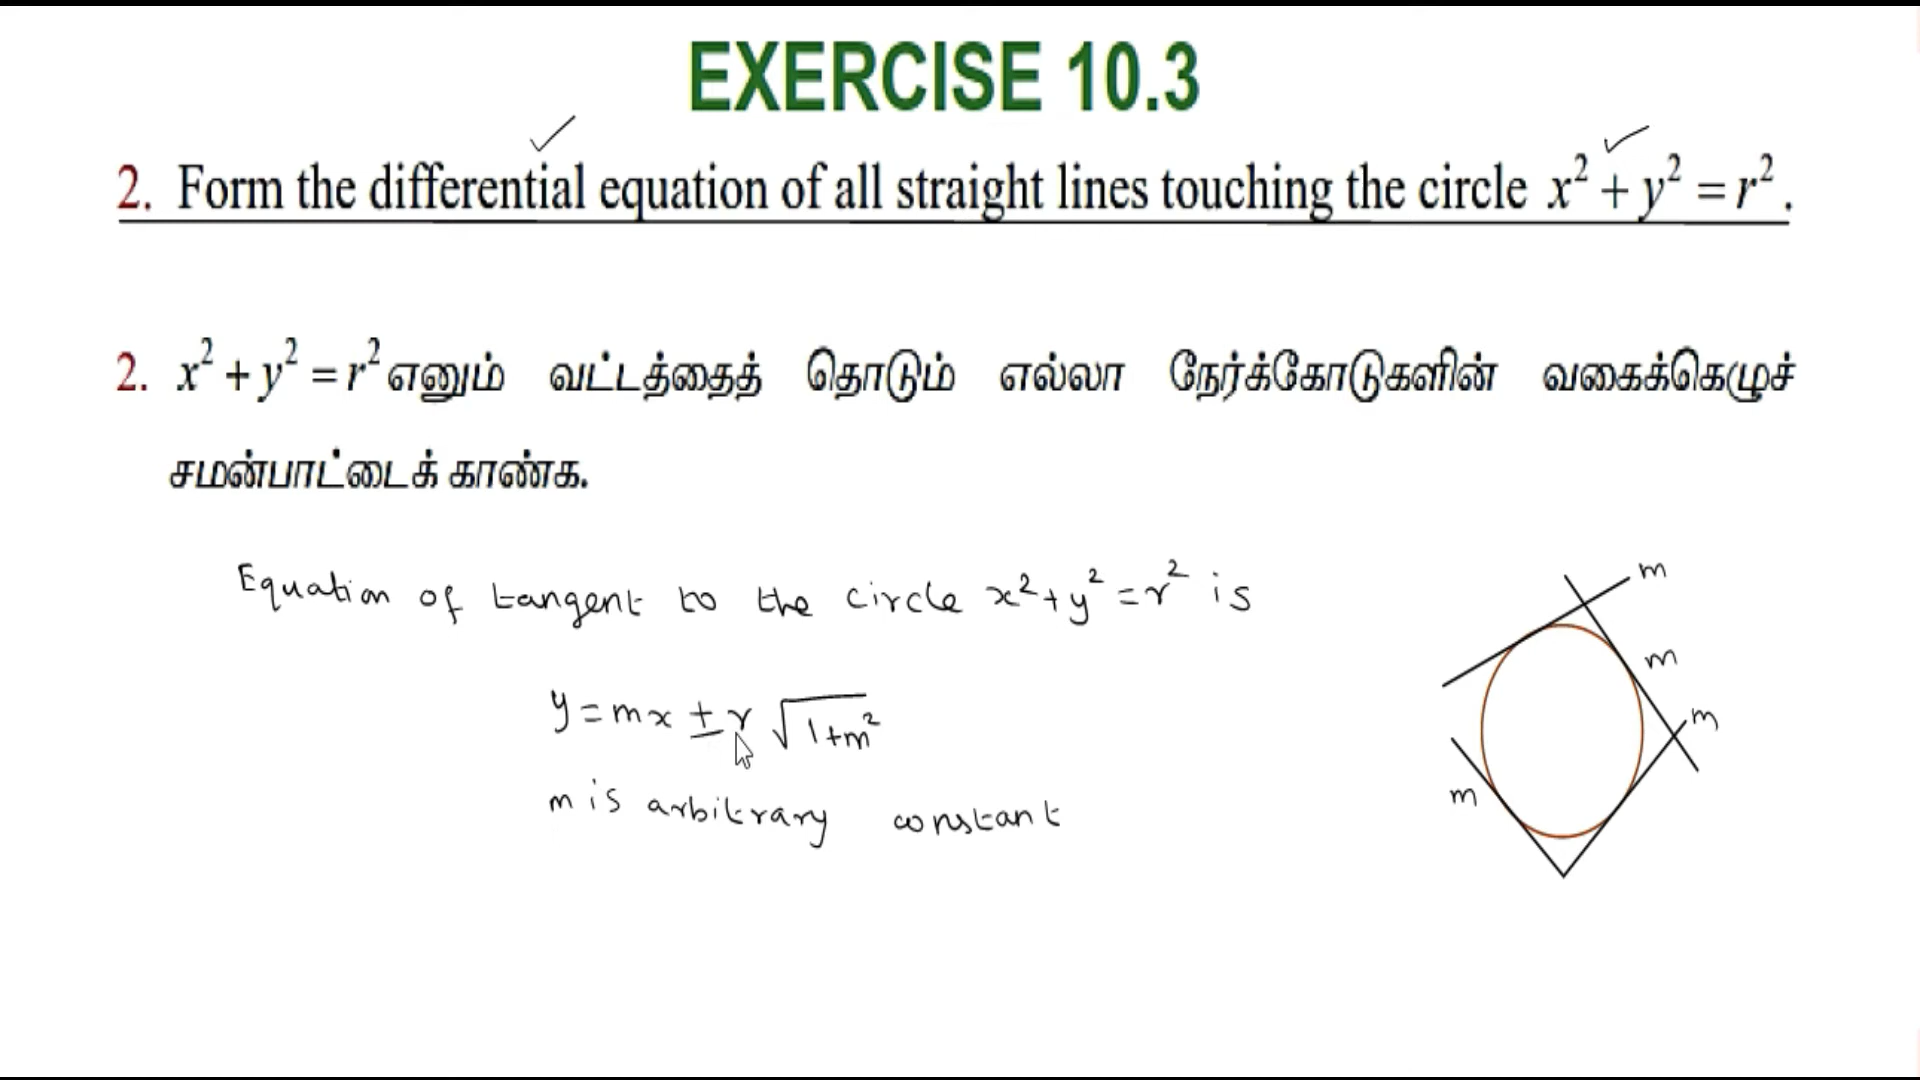 EXERCISE 10.3
2. Form the differential equation of all straight lines touching the circle x² + y² = r².
2. x² + y² = r² எனும் வட்டத்தைத் தொடும் எல்லா நேர்க்கோடுகளின் வகைக்கெழுச்
சமன்பாட்டைக் காண்க.
Equation of tangent to the circle x²+y²=r² is
y=mx ± r √1+m²
m is arbitrary constant
m
m
m
m